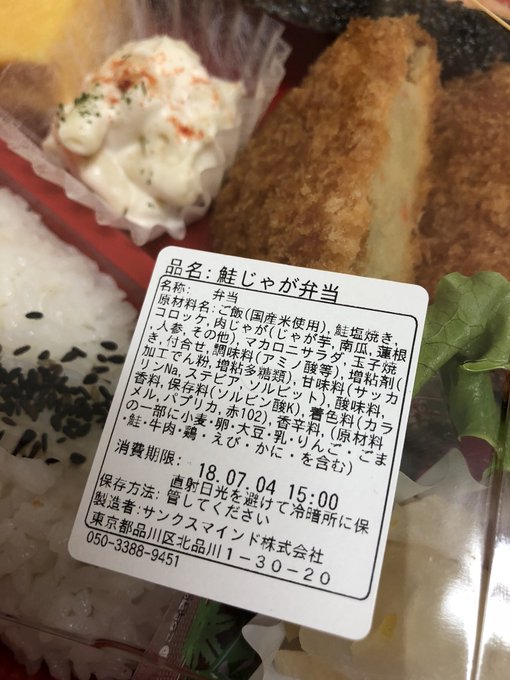 品名:鮭じゃが弁当
名称: 弁当
原材料名:ご飯(国産米使用),鮭塩焼き,
コロッケ,肉じゃが(じゃが芋,南瓜,蓮根
,人参,その他),マカロニサラダ,玉子焼
き,付合せ,調味料(アミノ酸等),増粘剤(
加工でん粉,増粘多糖類),甘味料(サッカ
リンNa,ステビア,ソルビット),酸味料,
香料,保存料(ソルビン酸K),着色料(カラ
メル,パプリカ,赤102),香辛料,(原材料
の一部に小麦・卵・大豆・乳・りんご・ごま
・鮭・牛肉・鶏・えび・かに・を含む)
消費期限: 18.07.04 15:00
保存方法: 直射日光を避けて冷暗所に保
管してください
製造者:サンクスマインド株式会社
東京都品川区北品川1-30-20
050-3388-9451